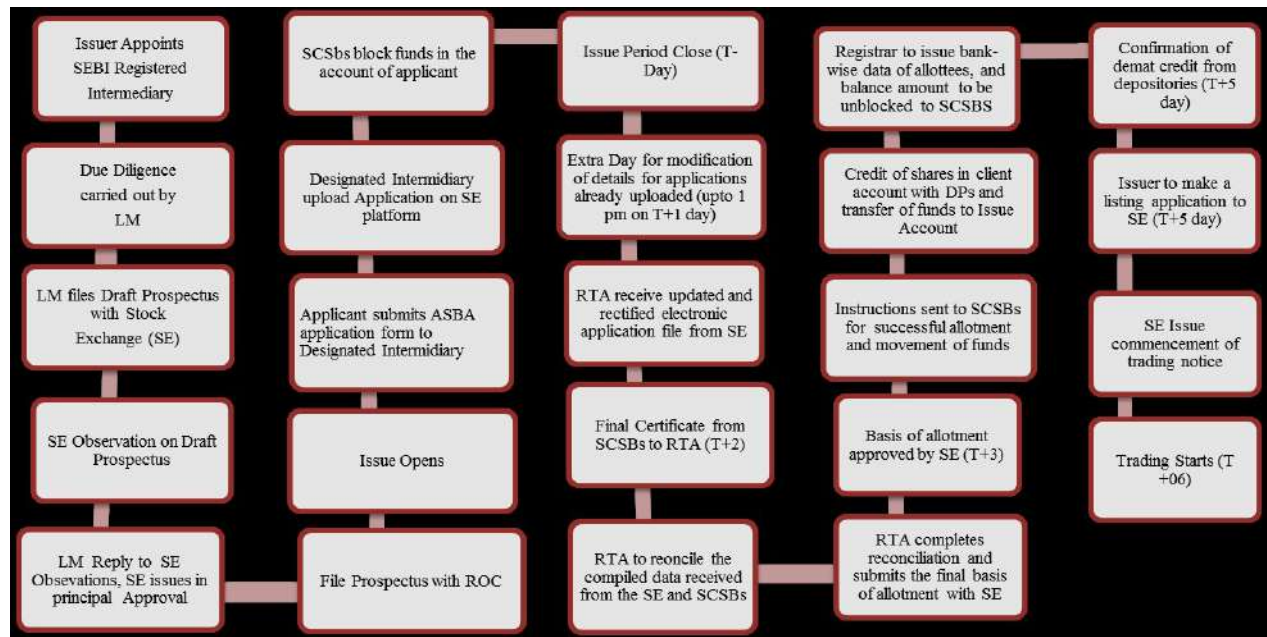 Issuer Appoints
SEBI Registered
Intermediary
Due Diligence
carried out by
LM
LM files Draft Prospectus
with Stock
Exchange (SE)
SE Observation on Draft
Prospectus
LM Reply to SE
Obsevations, SE issues in
principal Approval
File Prospectus with ROC
Issue Opens
Applicant submits ASBA
application form to
Designated Intermediary
Designated Intermidiary
upload Application on SE
platform
SCSbs block funds in the
account of applicant
Issue Period Close (T-
Day)
Extra Day for modification
of details for applications
already uploaded (upto 1
pm on T+1 day)
RTA receive updated and
rectified electronic
application file from SE
Final Certificate from
SCSBs to RTA (T+2)
RTA to reconcile the
compiled data received
from the SE and SCSBs
RTA completes
reconciliation and
submits the final basis
of allotment with SE
Basis of allotment
approved by SE (T+3)
Instructions sent to SCSBs
for successful allotment
and movement of funds
Credit of shares in client
account with DPs and
transfer of funds to Issue
Account
Registrar to issue bank-
wise data of allottees, and
balance amount to be
unblocked to SCSBS
Confirmation of
demat credit from
depositories (T+5
day)
Issuer to make a
listing application to
SE (T+5 day)
SE Issue
commencement of
trading notice
Trading Starts (T
+06)